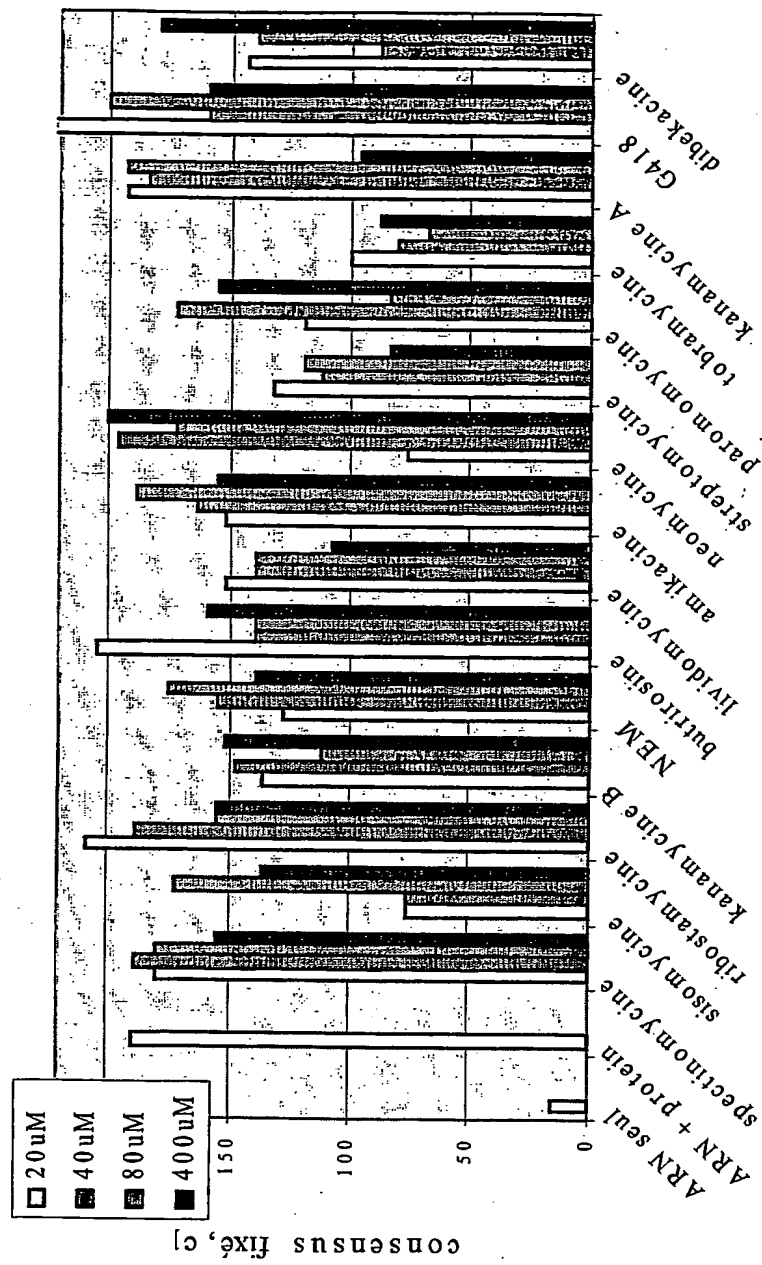 20uM
40uM
80uM
400uM
consensus fixé, c]
150
100
50
0
ARN seul
ARN + protein
spectinomycine
sisomycine
ribostamycine
kanamycine B
NEM
butrirosine
lividomycine
amikacine
neomycine
streptomycine
paromomycine
tobramycine
kanamycine A
G418
dibekacine